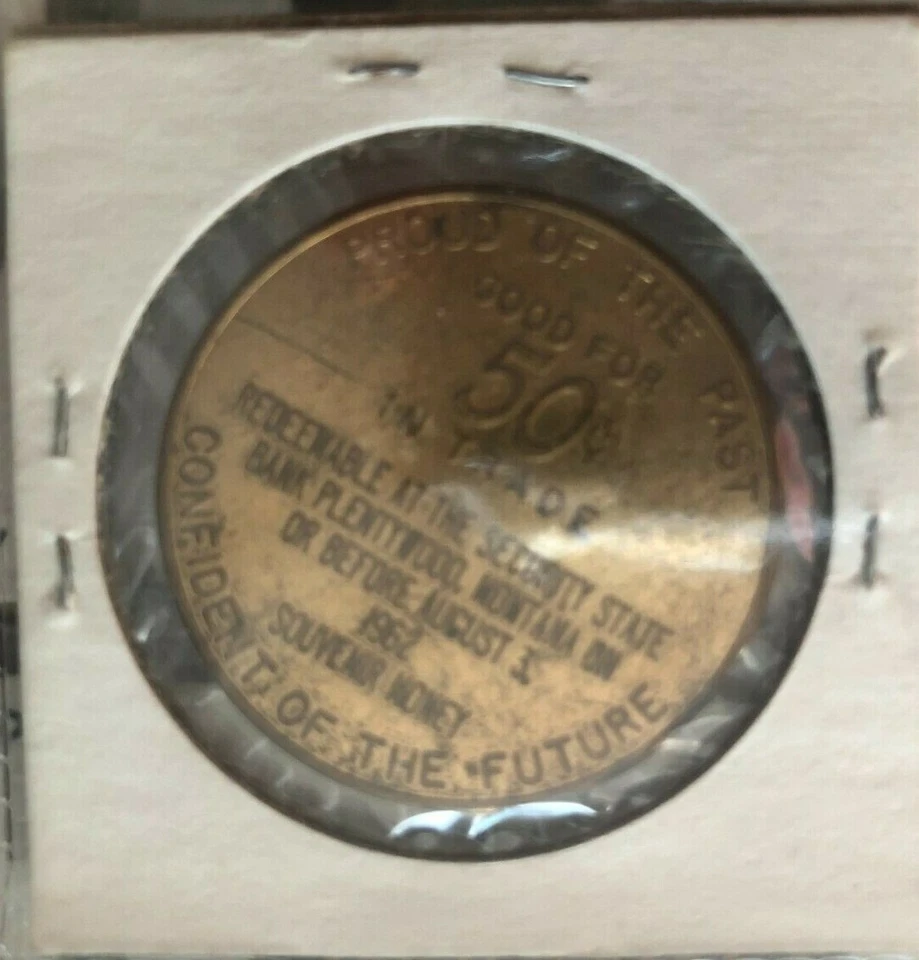 PROUD OF THE PAST
GOOD FOR
50¢
IN TRADE
REDEEMABLE AT THE SECURITY STATE
BANK PLENTYWOOD, MONTANA ON
OR BEFORE AUGUST
1962
SOUVENIR MONEY
CONFIDENT OF THE FUTURE